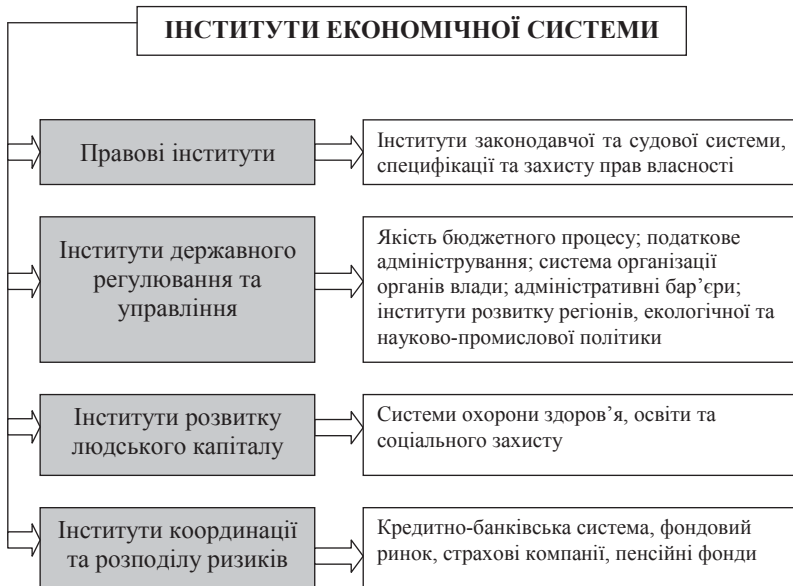 ІНСТИТУТИ ЕКОНОМІЧНОЇ СИСТЕМИ
Правові інститути
Інститути законодавчої та судової системи,
специфікації та захисту прав власності
Інститути державного
регулювання та
управління
Якість бюджетного процесу; податкове
адміністрування; система організації
органів влади; адміністративні бар’єри;
інститути розвитку регіонів, екологічної та
науково-промислової політики
Інститути розвитку
людського капіталу
Системи охорони здоров’я, освіти та
соціального захисту
Інститути координації
та розподілу ризиків
Кредитно-банківська система, фондовий
ринок, страхові компанії, пенсійні фонди